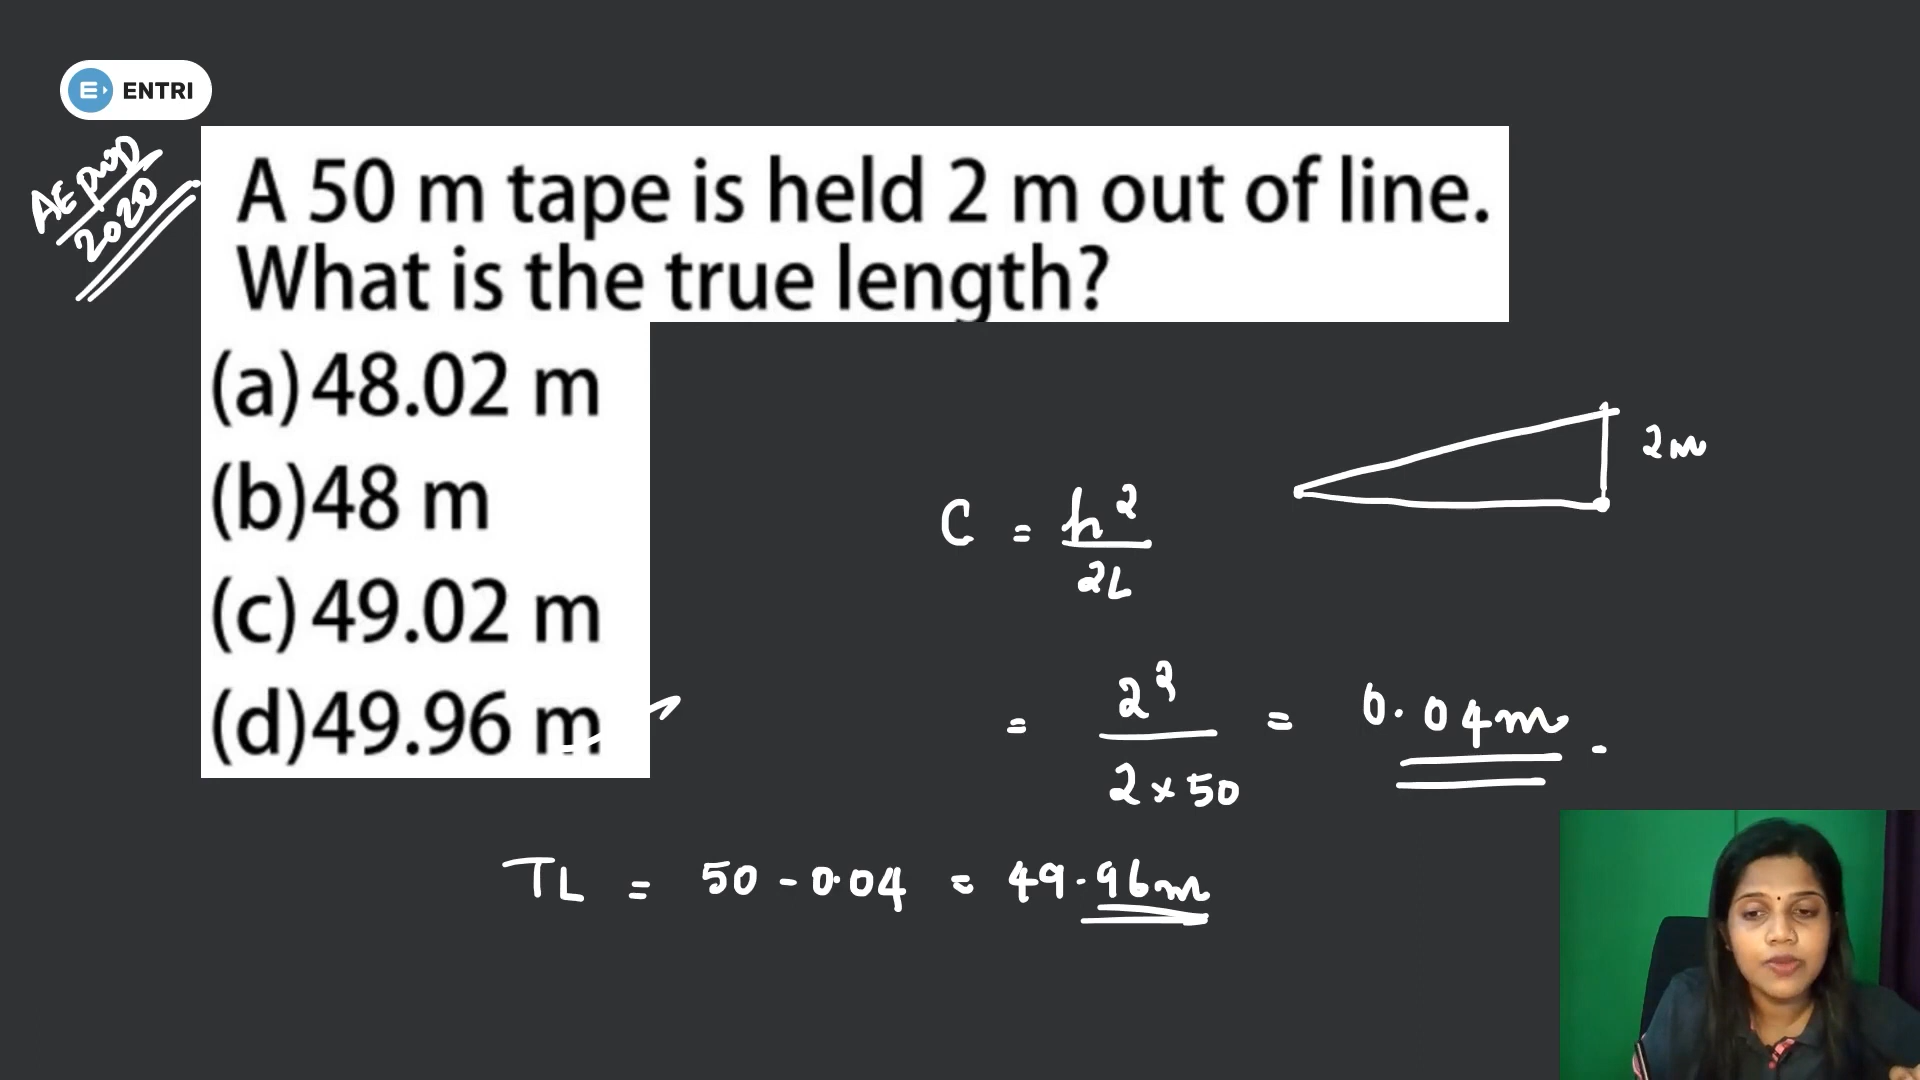 ENTRI
AE PWD
2020
A 50 m tape is held 2 m out of line.
What is the true length?
(a) 48.02 m
(b) 48 m
(c) 49.02 m
(d) 49.96 m
2m
C = h²/2L
= 2²/2×50 = 0.04m.
TL = 50 - 0.04 = 49.96m